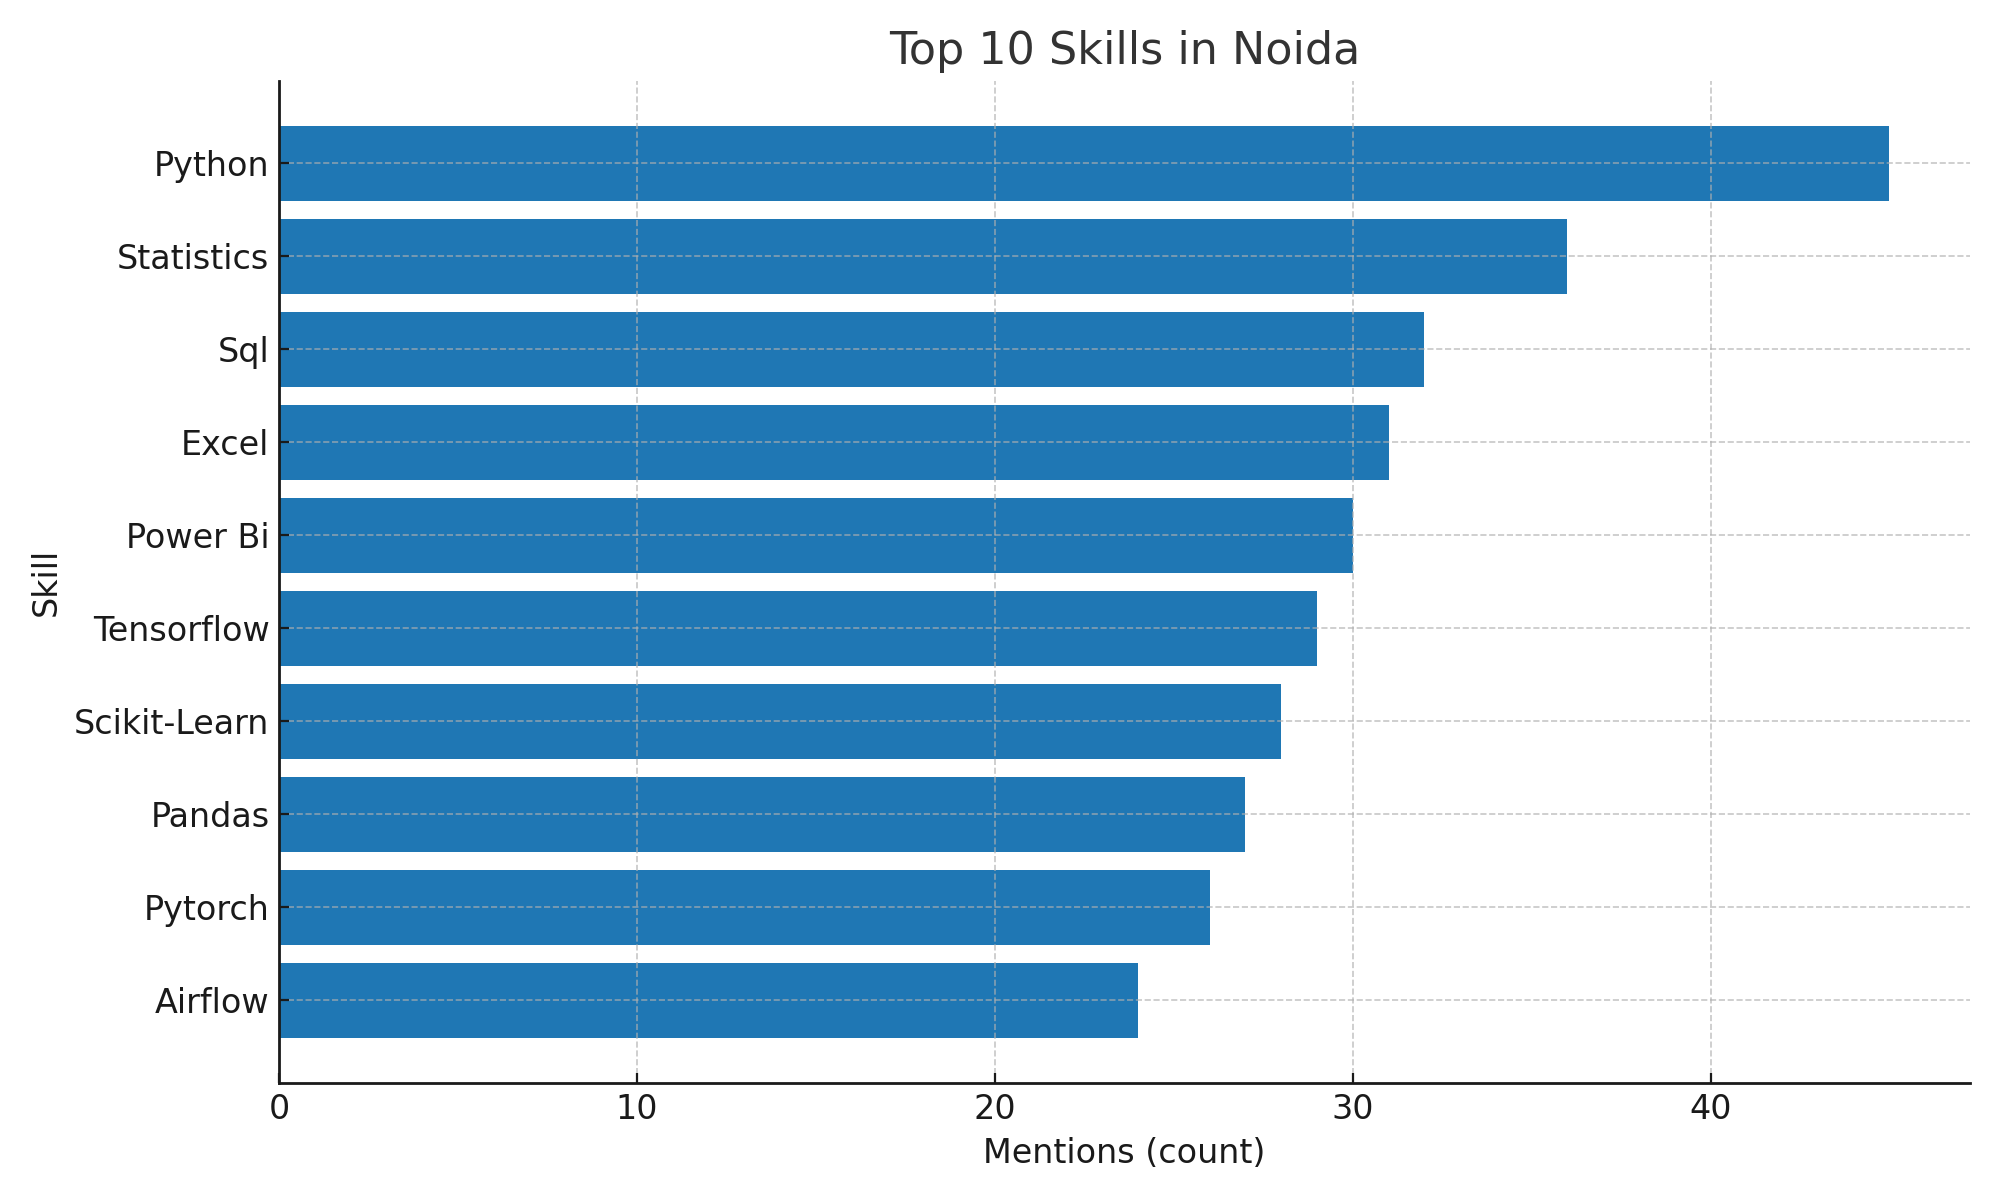 Top 10 Skills in Noida
Python
Statistics
Sql
Excel
Power Bi
Tensorflow
Scikit-Learn
Pandas
Pytorch
Airflow
Skill
0 10 20 30 40
Mentions (count)